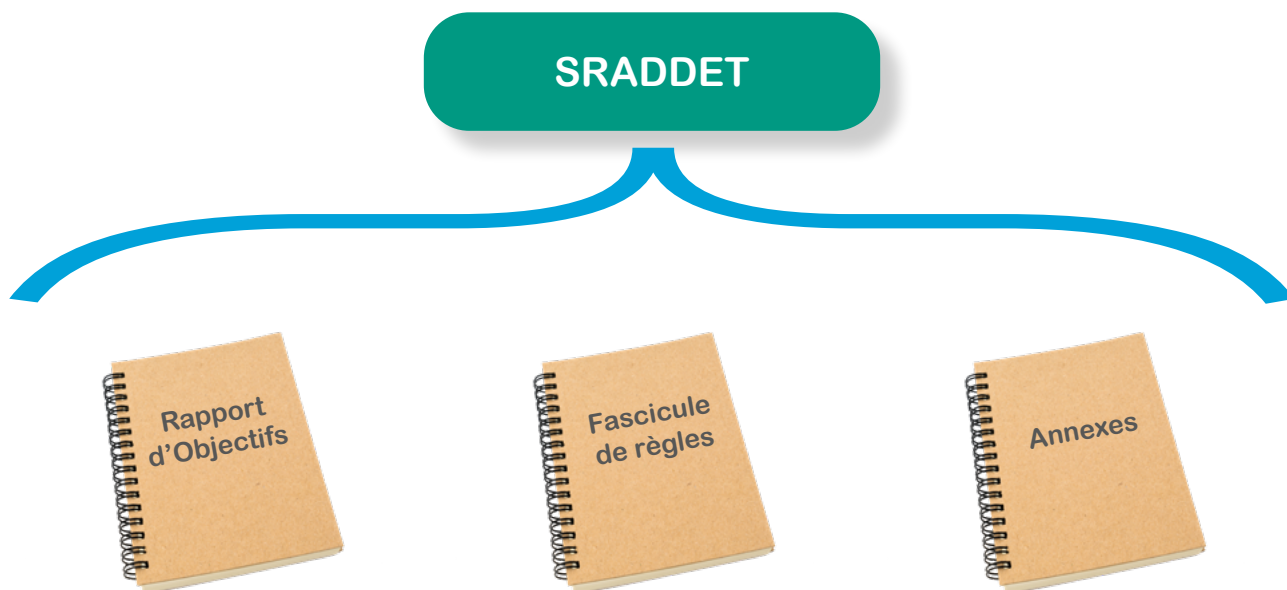 SRADDET
Rapport
d’Objectifs
Fascicule
de règles
Annexes